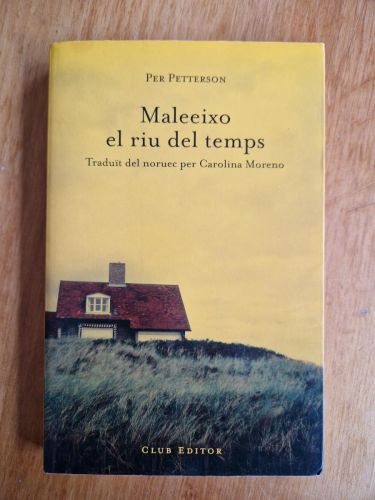 Per Petterson
Maleeixo
el riu del temps
Traduït del noruec per Carolina Moreno
Club Editor